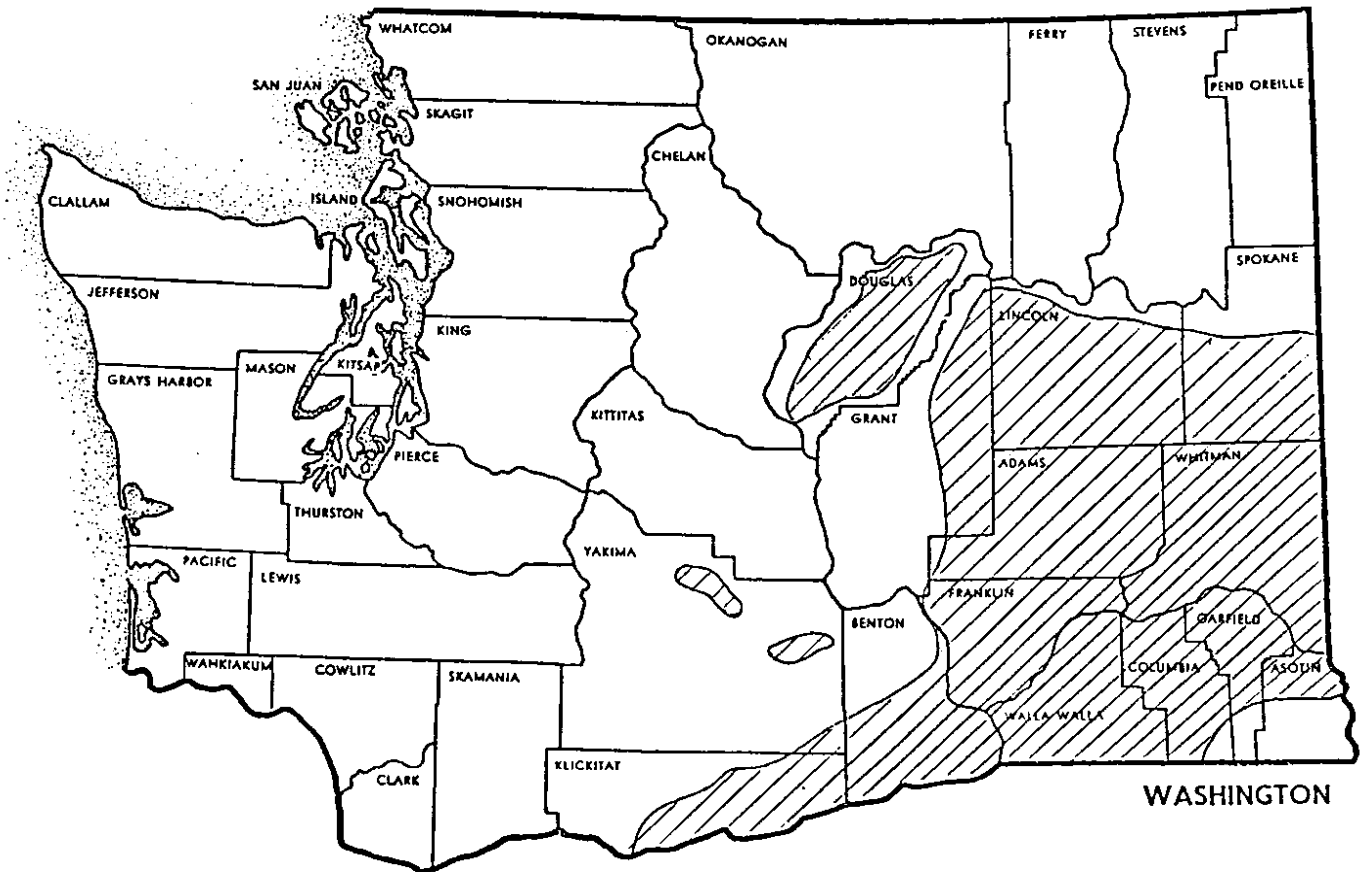 WHATCOM
OKANOGAN
FERRY
STEVENS
PEND OREILLE
SAN JUAN
SKAGIT
CHELAN
CLALLAM
ISLAND
SNOHOMISH
SPOKANE
JEFFERSON
DOUGLAS
LINCOLN
KING
GRAYS HARBOR
MASON
KITSAP
KITTITAS
GRANT
PIERCE
ADAMS
WHITMAN
THURSTON
YAKIMA
PACIFIC
LEWIS
FRANKLIN
BENTON
GARFIELD
WAHKIAKUM
COWLITZ
SKAMANIA
COLUMBIA
ASOTIN
WALLA WALLA
KLICKITAT
CLARK
WASHINGTON